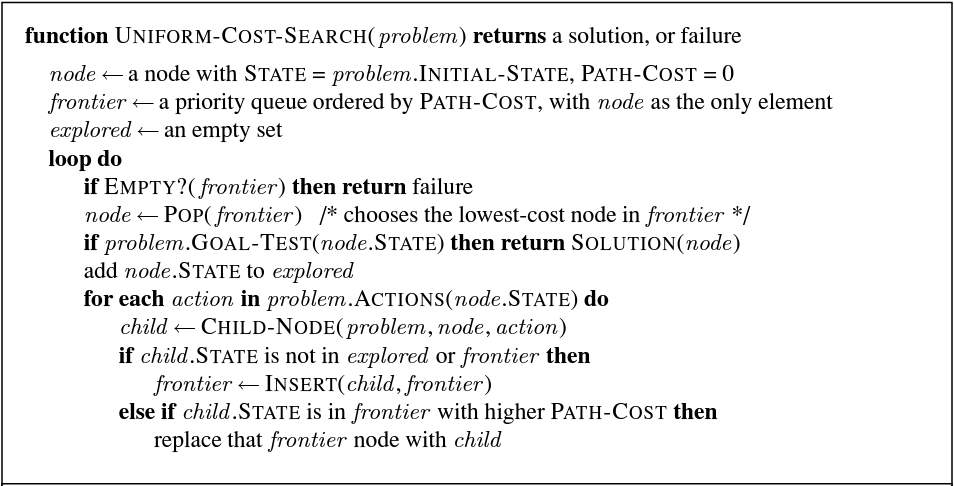 function UNIFORM-COST-SEARCH(problem) returns a solution, or failure
node ← a node with STATE = problem.INITIAL-STATE, PATH-COST = 0
frontier ← a priority queue ordered by PATH-COST, with node as the only element
explored ← an empty set
loop do
if EMPTY?(frontier) then return failure
node ← POP(frontier) /* chooses the lowest-cost node in frontier */
if problem.GOAL-TEST(node.STATE) then return SOLUTION(node)
add node.STATE to explored
for each action in problem.ACTIONS(node.STATE) do
child ← CHILD-NODE(problem, node, action)
if child.STATE is not in explored or frontier then
frontier ← INSERT(child, frontier)
else if child.STATE is in frontier with higher PATH-COST then
replace that frontier node with child